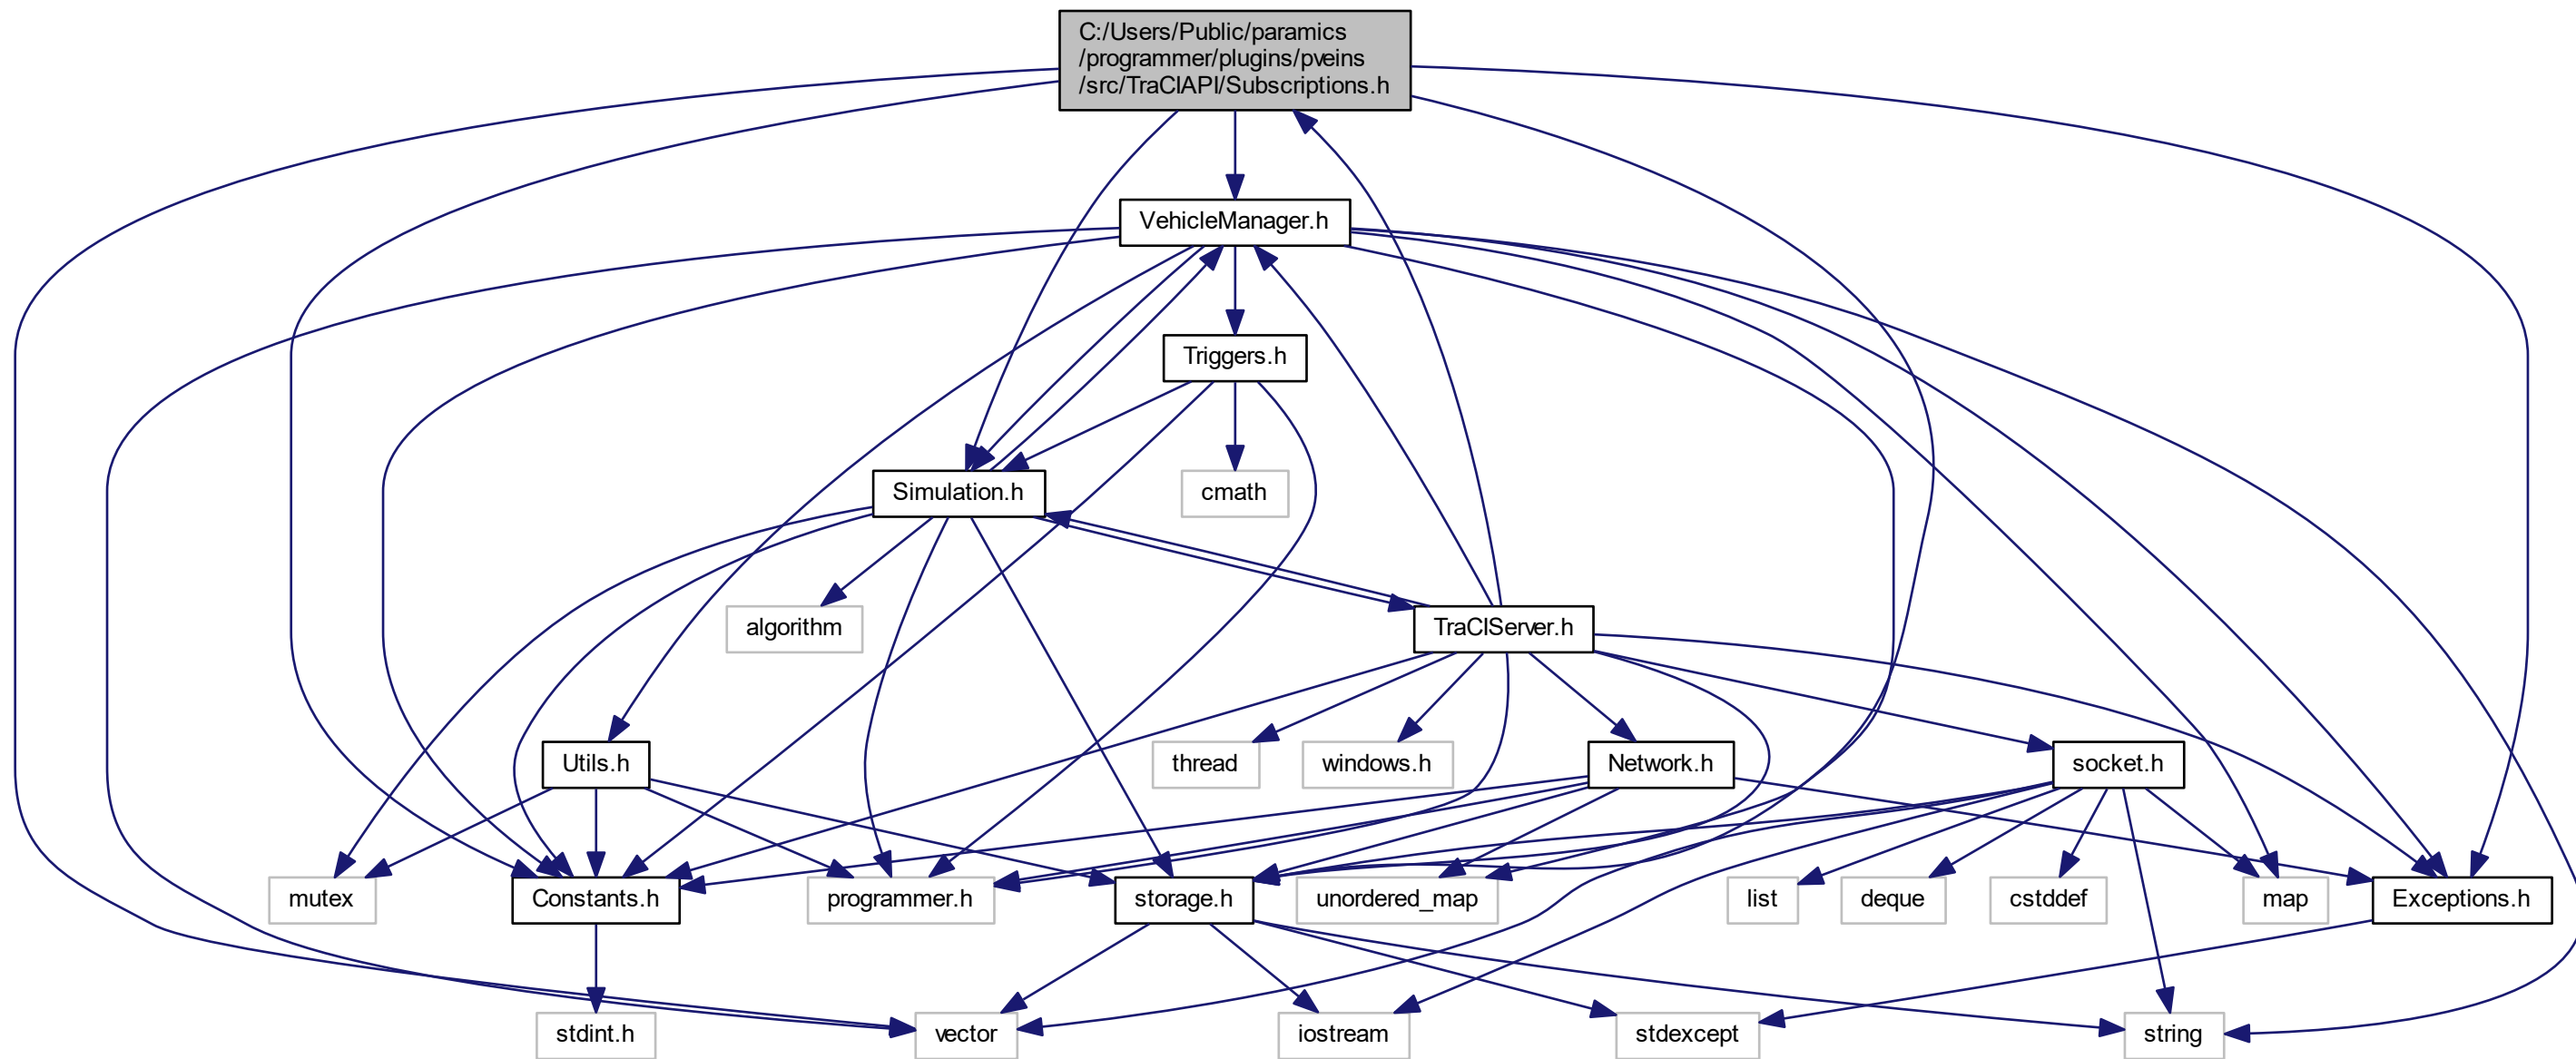 C:/Users/Public/paramics
/programmer/plugins/pveins
/src/TraCIAPI/Subscriptions.h
VehicleManager.h
Triggers.h
Simulation.h
cmath
algorithm
TraCIServer.h
Utils.h
thread
windows.h
Network.h
socket.h
mutex
Constants.h
programmer.h
storage.h
unordered_map
list
deque
cstddef
map
Exceptions.h
stdint.h
vector
iostream
stdexcept
string